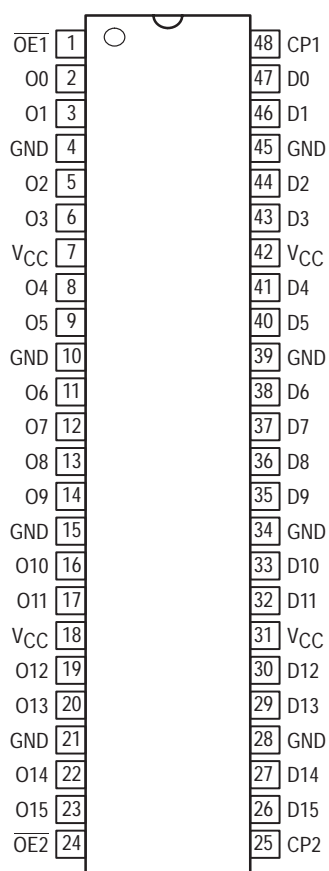 O̅E̅1̅ 1 48 CP1
O0 2 47 D0
O1 3 46 D1
GND 4 45 GND
O2 5 44 D2
O3 6 43 D3
VCC 7 42 VCC
O4 8 41 D4
O5 9 40 D5
GND 10 39 GND
O6 11 38 D6
O7 12 37 D7
O8 13 36 D8
O9 14 35 D9
GND 15 34 GND
O10 16 33 D10
O11 17 32 D11
VCC 18 31 VCC
O12 19 30 D12
O13 20 29 D13
GND 21 28 GND
O14 22 27 D14
O15 23 26 D15
O̅E̅2̅ 24 25 CP2